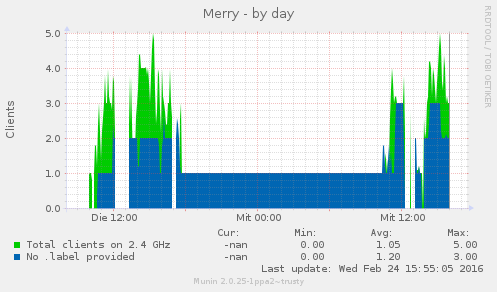 Merry - by day
RRDTOOL / TOBI OETIKER
Clients
5.0
4.0
3.0
2.0
1.0
0.0
Die 12:00 Mit 00:00 Mit 12:00
Cur: Min: Avg: Max:
Total clients on 2.4 GHz -nan 0.00 1.05 5.00
No .label provided -nan 0.00 1.20 3.00
Last update: Wed Feb 24 15:55:05 2016
Munin 2.0.25-1ppa2~trusty